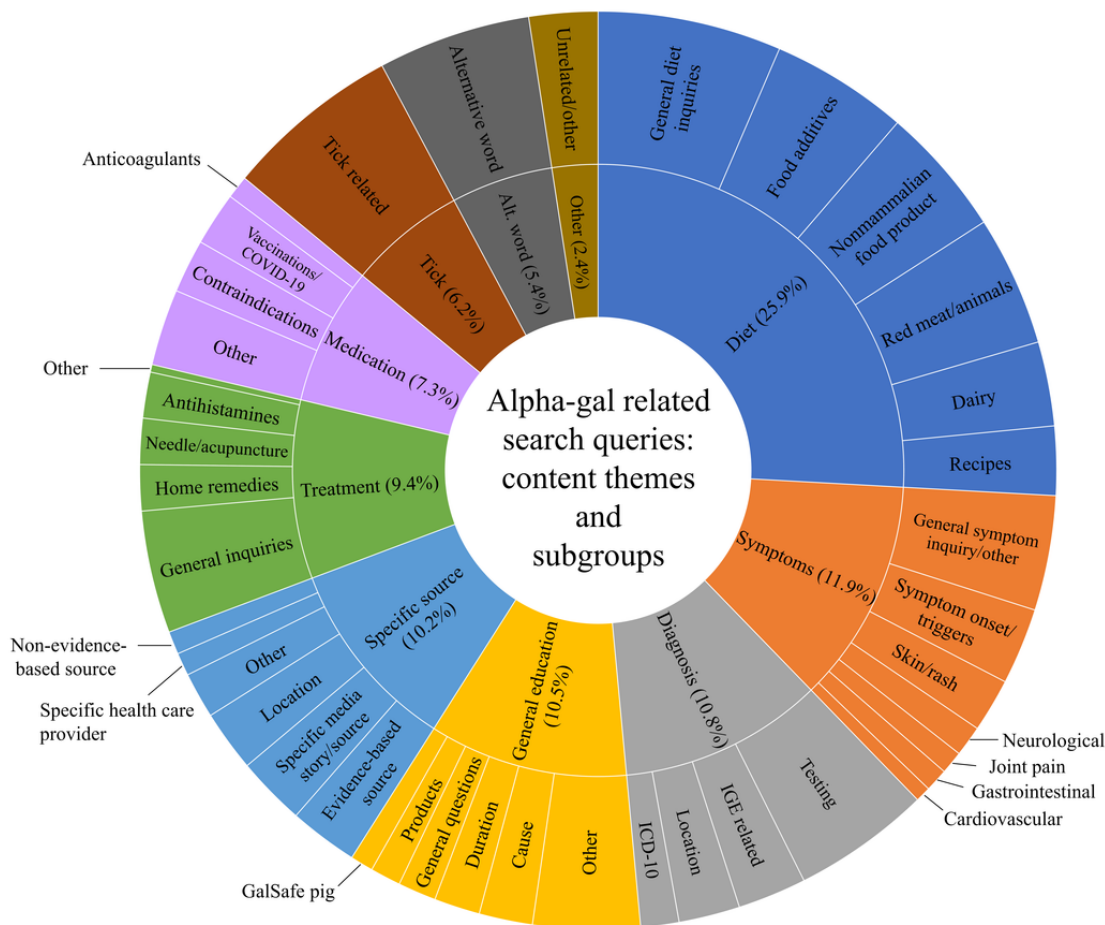 Alpha-gal related
search queries:
content themes
and
subgroups
Diet (25.9%)
General diet
inquiries
Food additives
Nonmammalian
food product
Red meat/animals
Dairy
Recipes
Symptoms (11.9%)
General symptom
inquiry/other
Symptom onset/
triggers
Skin/rash
Neurological
Joint pain
Gastrointestinal
Cardiovascular
Diagnosis (10.8%)
Testing
IGE related
Location
ICD-10
General education
(10.5%)
Other
Cause
Duration
General questions
Products
GalSafe pig
Specific source
(10.2%)
Evidence-based
source
Specific media
story/source
Location
Other
Specific health care
provider
Non-evidence-
based source
Treatment (9.4%)
General inquiries
Home remedies
Needle/acupuncture
Antihistamines
Other
Medication (7.3%)
Other
Contraindications
Vaccinations/
COVID-19
Anticoagulants
Tick (6.2%)
Tick related
Alt. word (5.4%)
Alternative word
Other (2.4%)
Unrelated/other